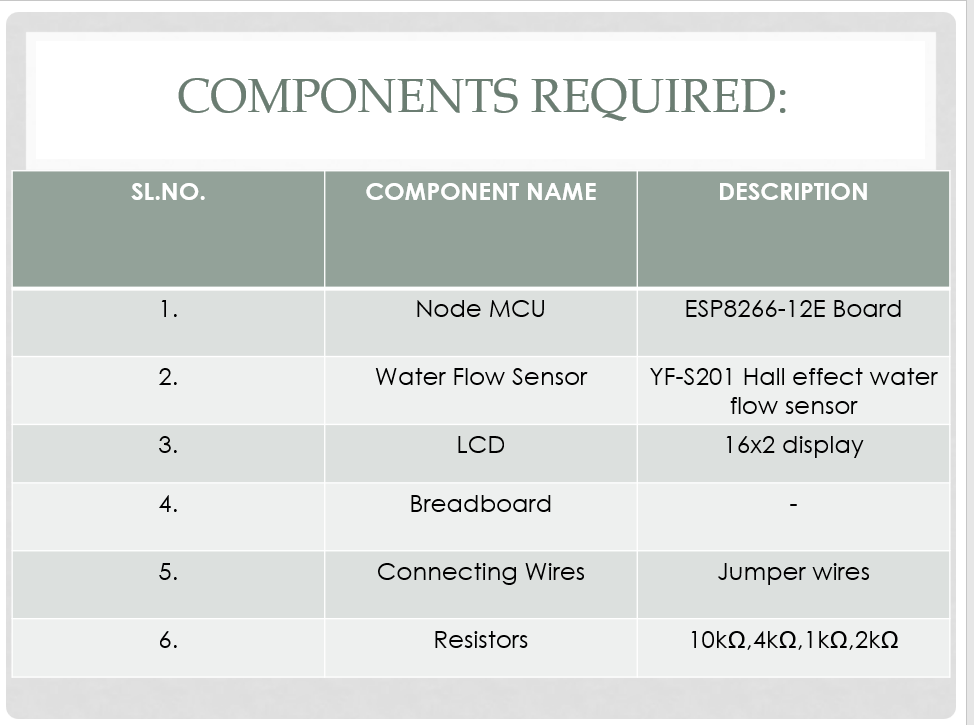 COMPONENTS REQUIRED:
SL.NO. COMPONENT NAME DESCRIPTION
1. Node MCU ESP8266-12E Board
2. Water Flow Sensor YF-S201 Hall effect water
flow sensor
3. LCD 16x2 display
4. Breadboard -
5. Connecting Wires Jumper wires
6. Resistors 10kΩ,4kΩ,1kΩ,2kΩ